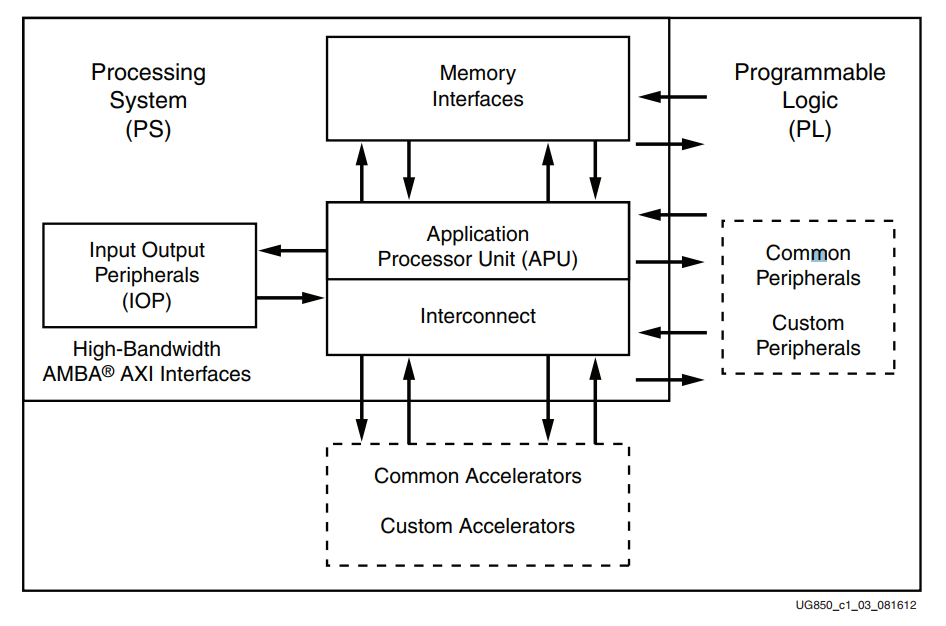 Processing
System
(PS)
Memory
Interfaces
Programmable
Logic
(PL)
Input Output
Peripherals
(IOP)
Application
Processor Unit (APU)
Interconnect
High-Bandwidth
AMBA® AXI Interfaces
Common
Peripherals
Custom
Peripherals
Common Accelerators
Custom Accelerators
UG850_c1_03_081612